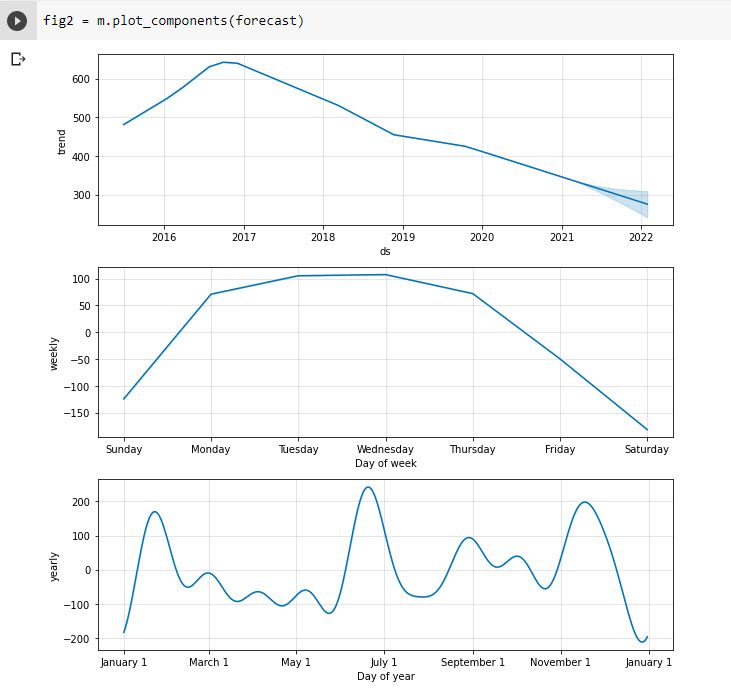 fig2 = m.plot_components(forecast)
600
500
400
300
trend
2016 2017 2018 2019 2020 2021 2022
ds
100
50
0
−50
−100
−150
weekly
Sunday Monday Tuesday Wednesday Thursday Friday Saturday
Day of week
200
100
0
−100
−200
yearly
January 1 March 1 May 1 July 1 September 1 November 1 January 1
Day of year